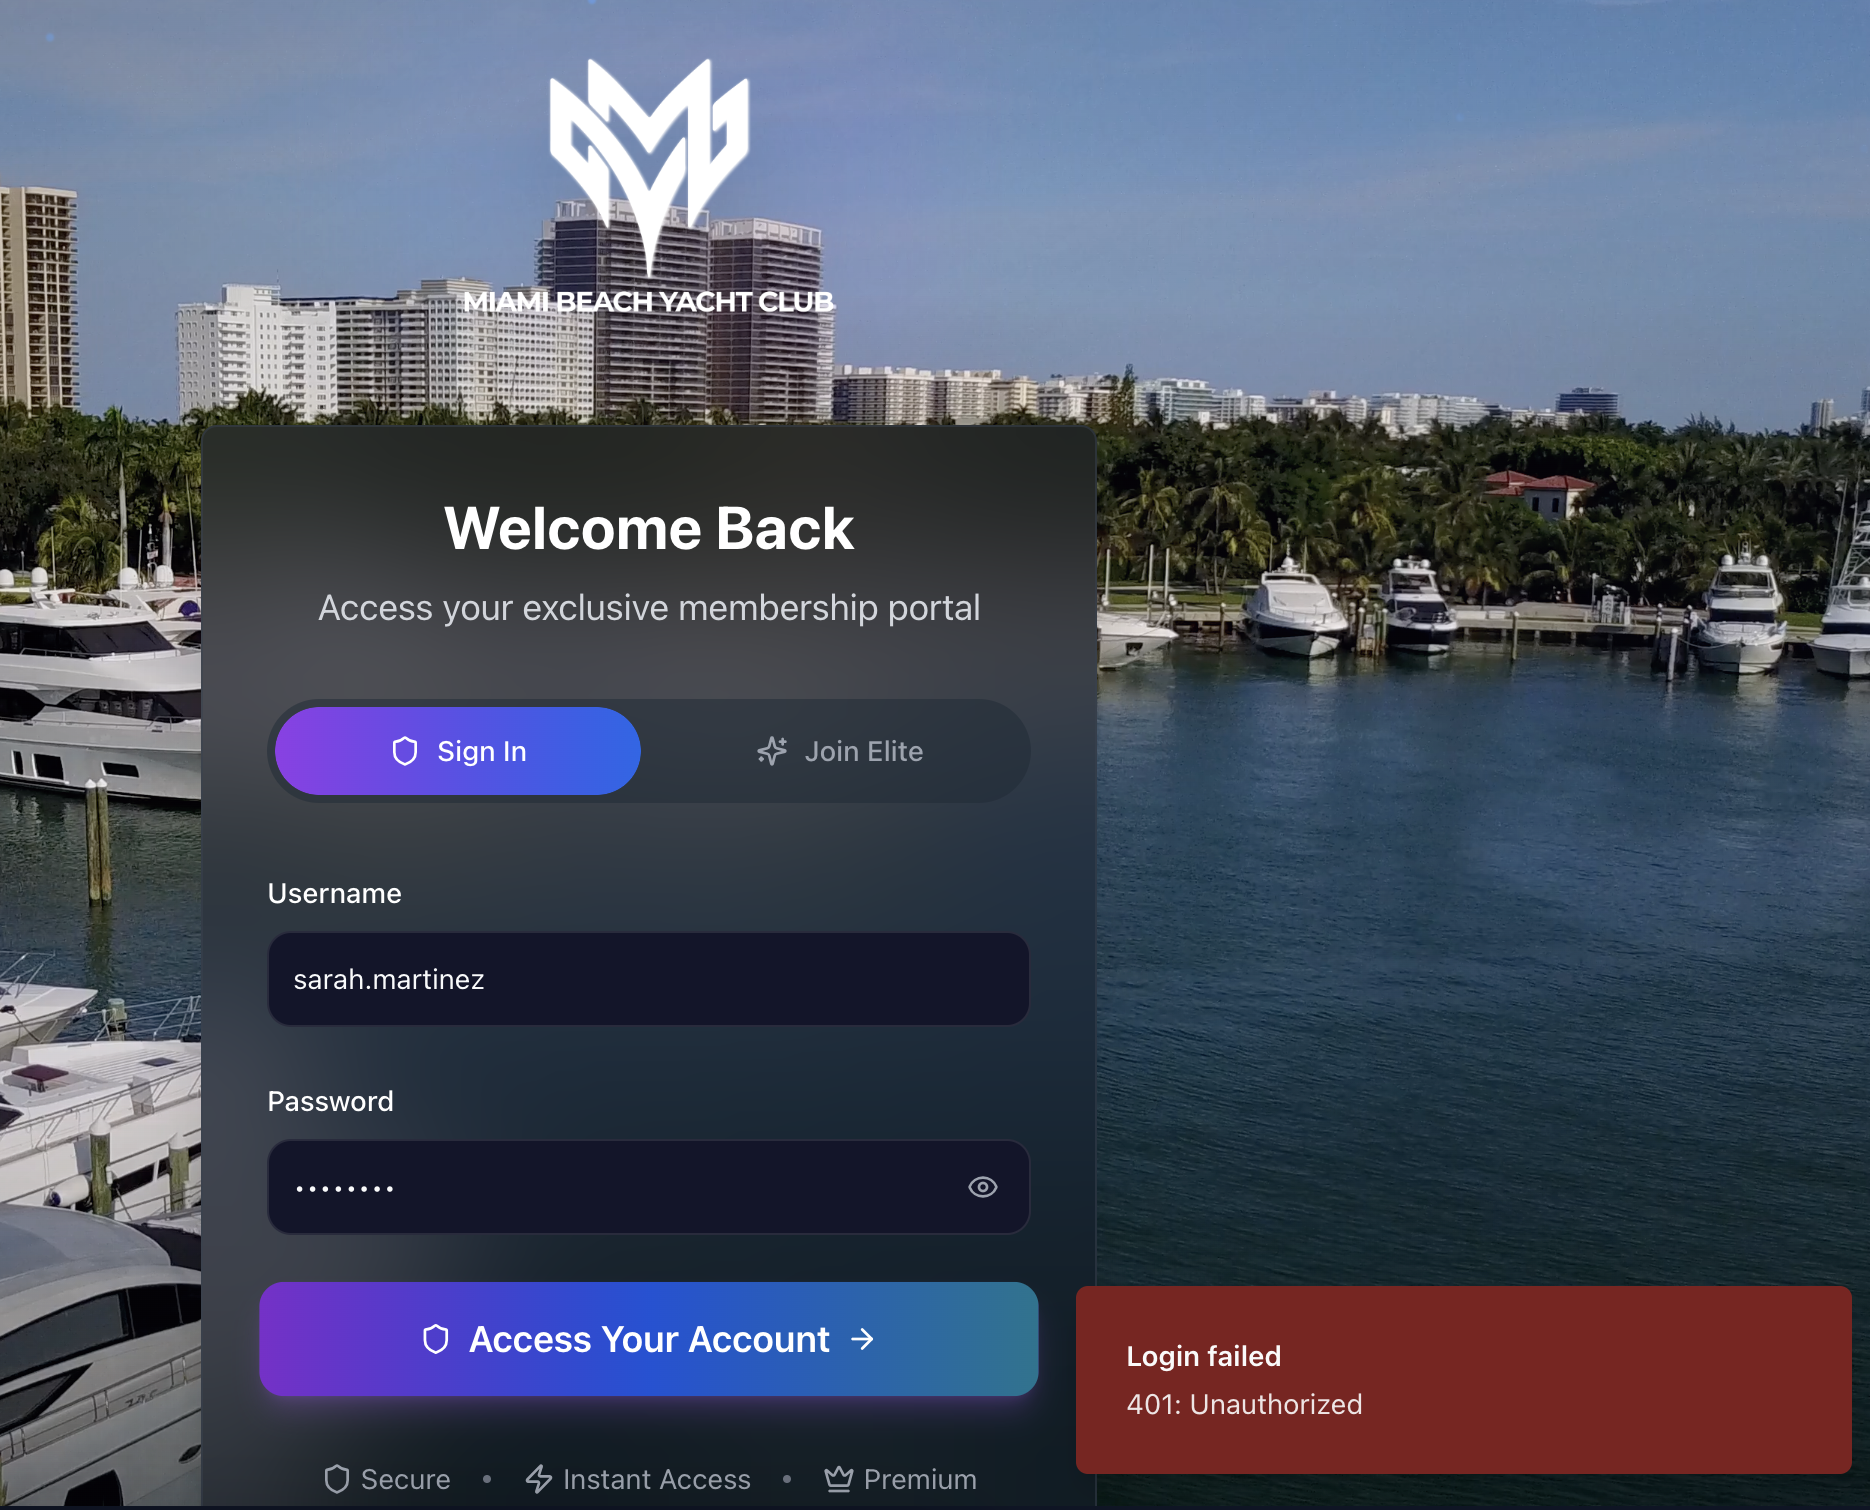 MIAMI BEACH YACHT CLUB
Welcome Back
Access your exclusive membership portal
Sign In
Join Elite
Username
sarah.martinez
Password
••••••••
Access Your Account →
Login failed
401: Unauthorized
Secure • Instant Access • Premium